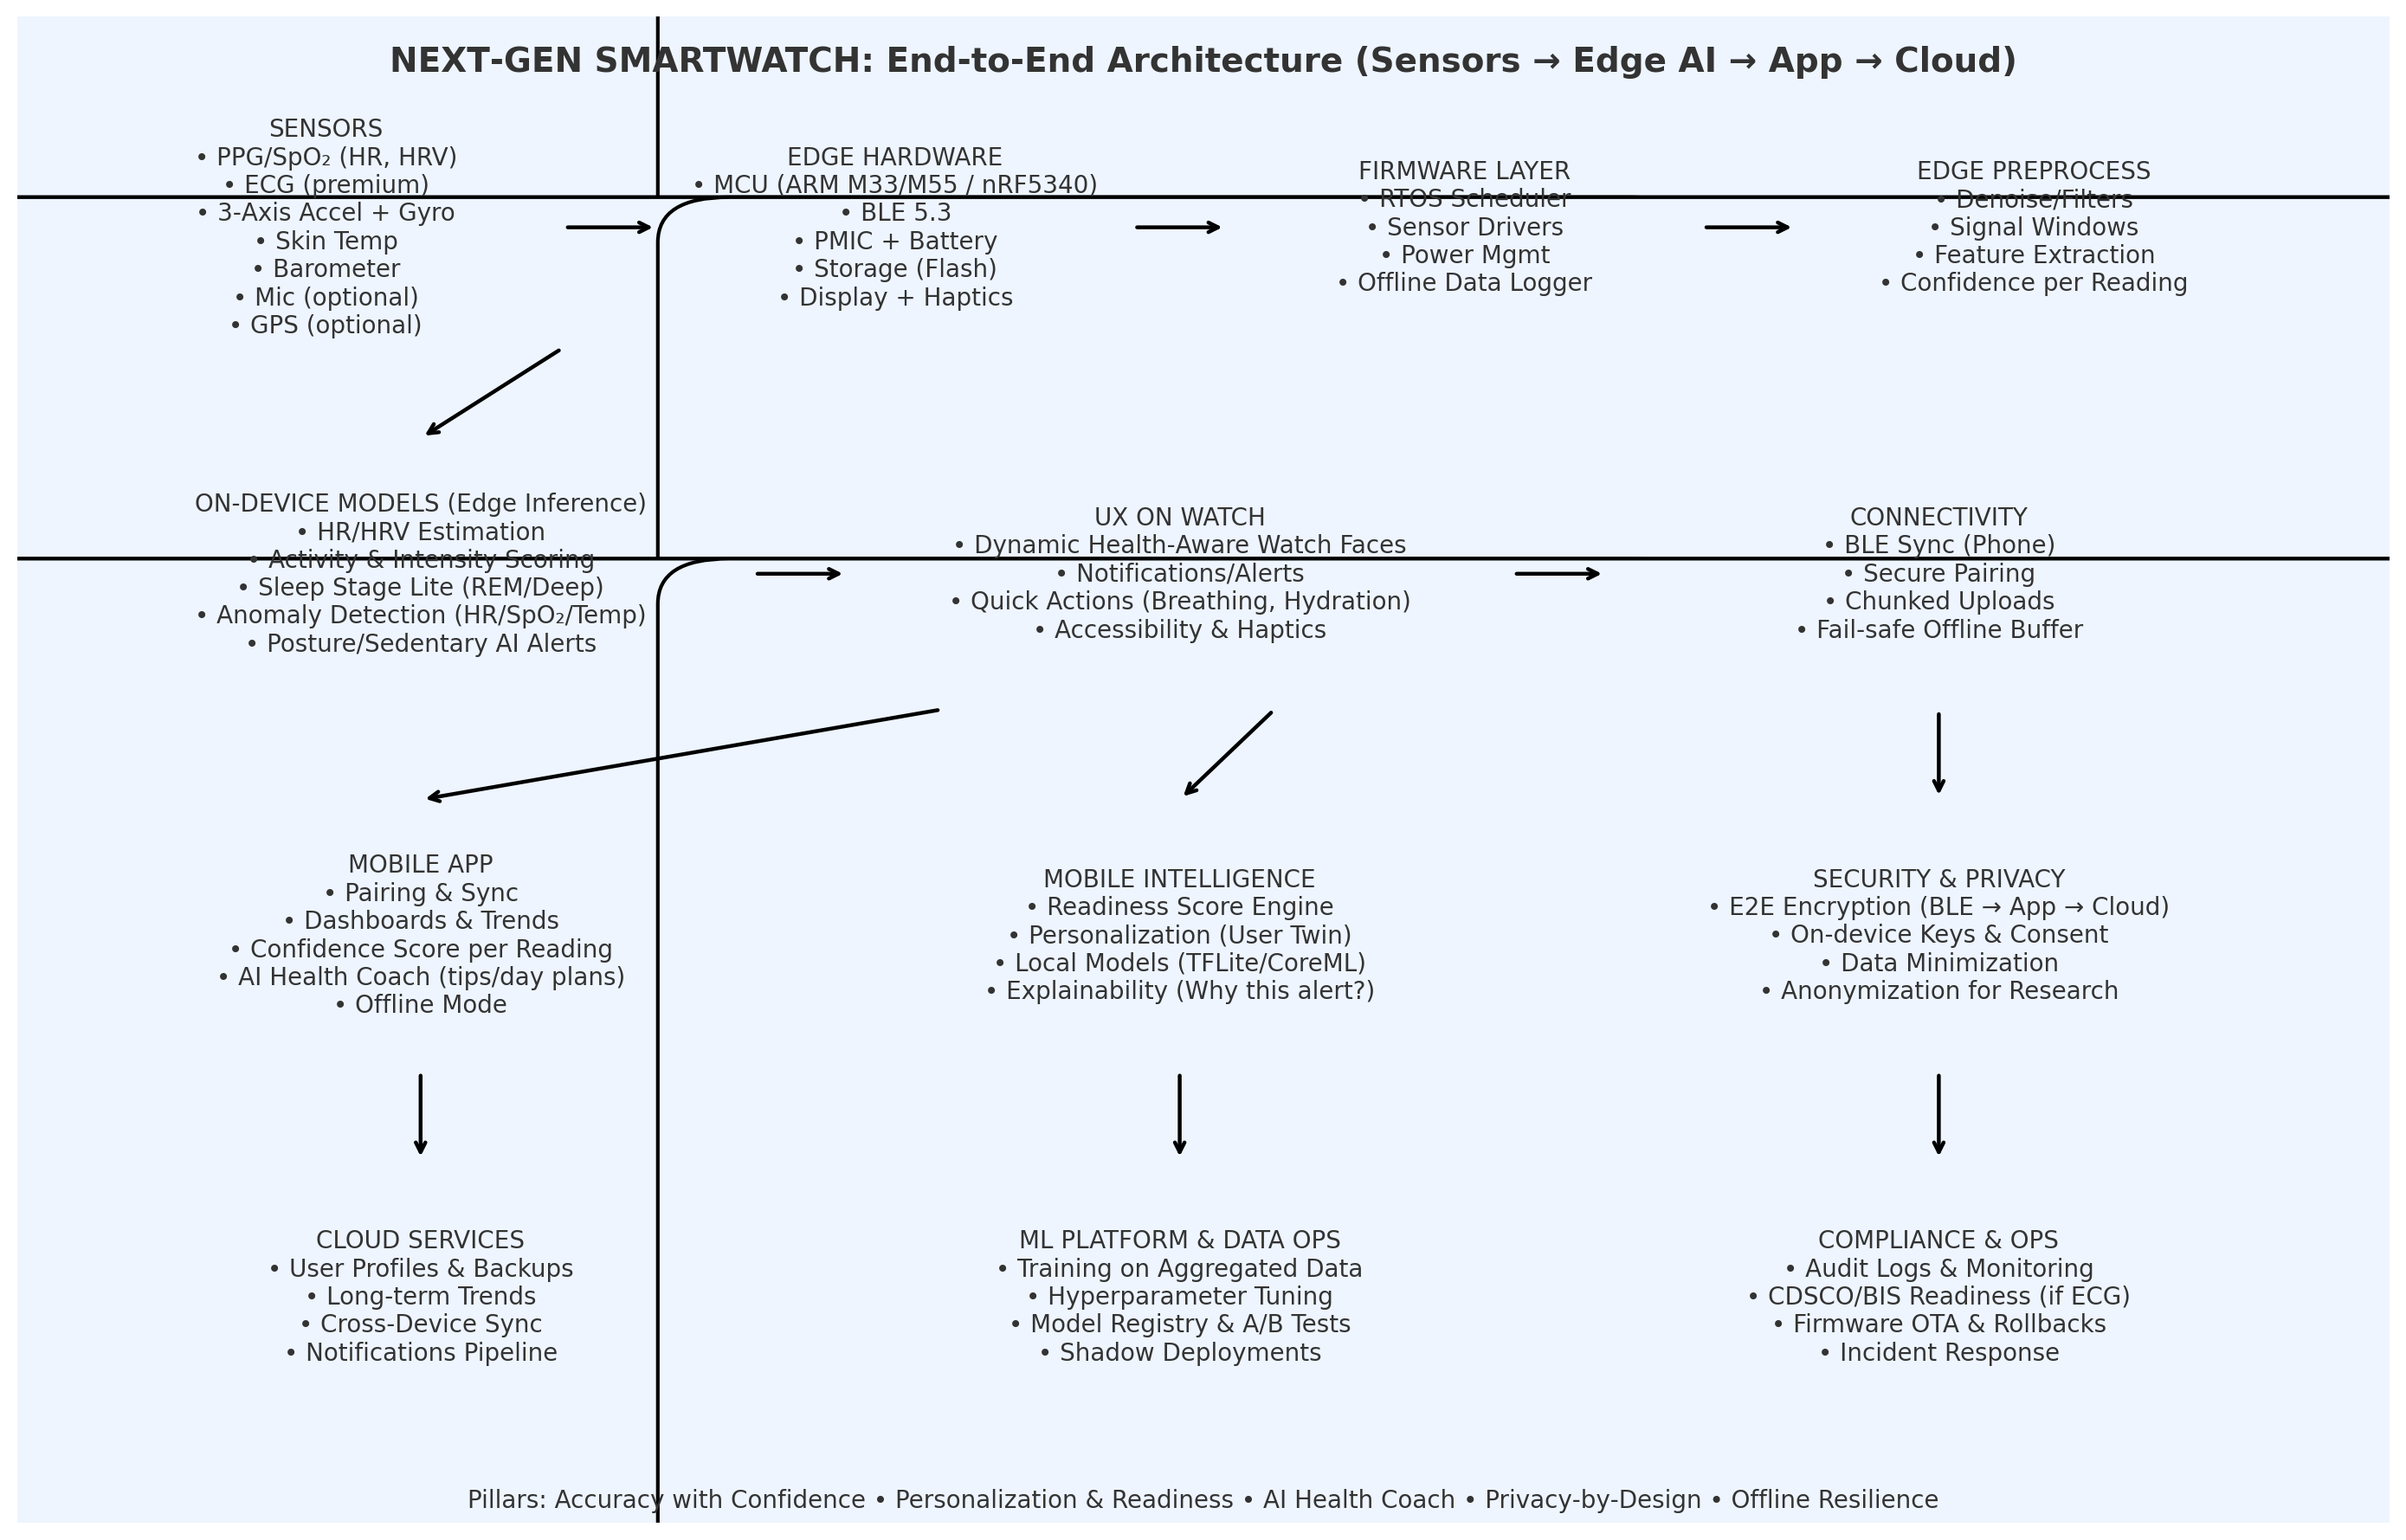 NEXT-GEN SMARTWATCH: End-to-End Architecture (Sensors → Edge AI → App → Cloud)
SENSORS
• PPG/SpO₂ (HR, HRV)
• ECG (premium)
• 3-Axis Accel + Gyro
• Skin Temp
• Barometer
• Mic (optional)
• GPS (optional)
EDGE HARDWARE
• MCU (ARM M33/M55 / nRF5340)
• BLE 5.3
• PMIC + Battery
• Storage (Flash)
• Display + Haptics
FIRMWARE LAYER
• RTOS Scheduler
• Sensor Drivers
• Power Mgmt
• Offline Data Logger
EDGE PREPROCESS
• Denoise/Filters
• Signal Windows
• Feature Extraction
• Confidence per Reading
ON-DEVICE MODELS (Edge Inference)
• HR/HRV Estimation
• Activity & Intensity Scoring
• Sleep Stage Lite (REM/Deep)
• Anomaly Detection (HR/SpO₂/Temp)
• Posture/Sedentary AI Alerts
UX ON WATCH
• Dynamic Health-Aware Watch Faces
• Notifications/Alerts
• Quick Actions (Breathing, Hydration)
• Accessibility & Haptics
CONNECTIVITY
• BLE Sync (Phone)
• Secure Pairing
• Chunked Uploads
• Fail-safe Offline Buffer
MOBILE APP
• Pairing & Sync
• Dashboards & Trends
• Confidence Score per Reading
• AI Health Coach (tips/day plans)
• Offline Mode
MOBILE INTELLIGENCE
• Readiness Score Engine
• Personalization (User Twin)
• Local Models (TFLite/CoreML)
• Explainability (Why this alert?)
SECURITY & PRIVACY
• E2E Encryption (BLE → App → Cloud)
• On-device Keys & Consent
• Data Minimization
• Anonymization for Research
CLOUD SERVICES
• User Profiles & Backups
• Long-term Trends
• Cross-Device Sync
• Notifications Pipeline
ML PLATFORM & DATA OPS
• Training on Aggregated Data
• Hyperparameter Tuning
• Model Registry & A/B Tests
• Shadow Deployments
COMPLIANCE & OPS
• Audit Logs & Monitoring
• CDSCO/BIS Readiness (if ECG)
• Firmware OTA & Rollbacks
• Incident Response
Pillars: Accuracy with Confidence • Personalization & Readiness • AI Health Coach • Privacy-by-Design • Offline Resilience